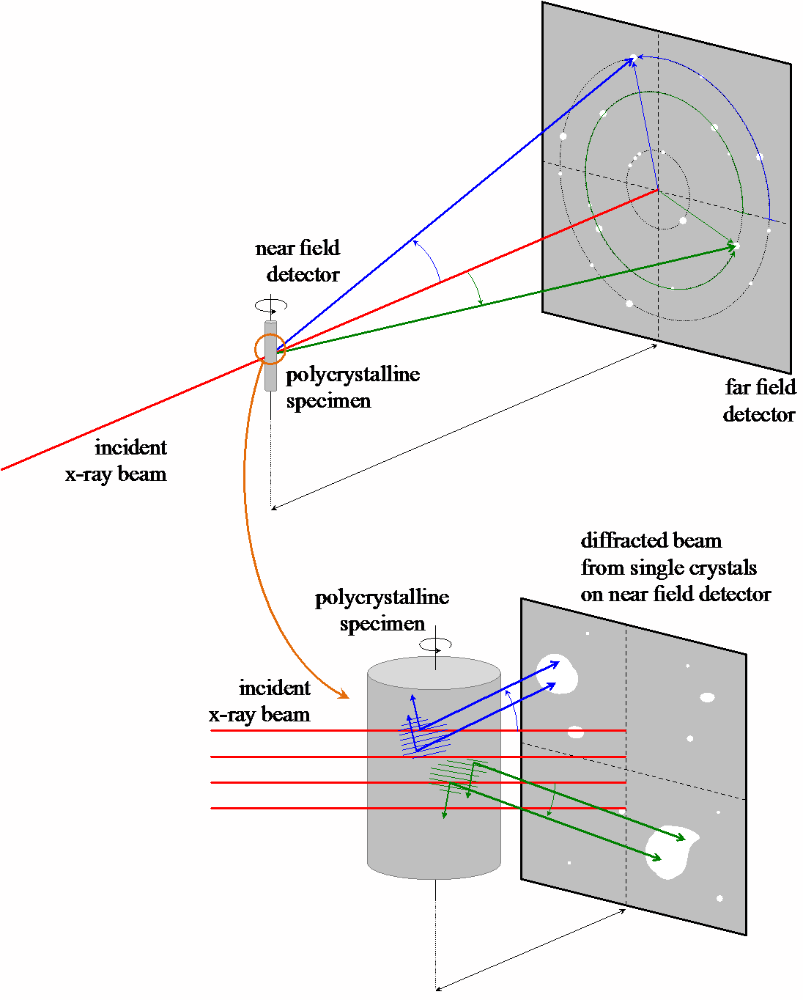 near field
detector
polycrystalline
specimen
far field
detector
incident
x-ray beam
diffracted beam
from single crystals
on near field detector
polycrystalline
specimen
incident
x-ray beam